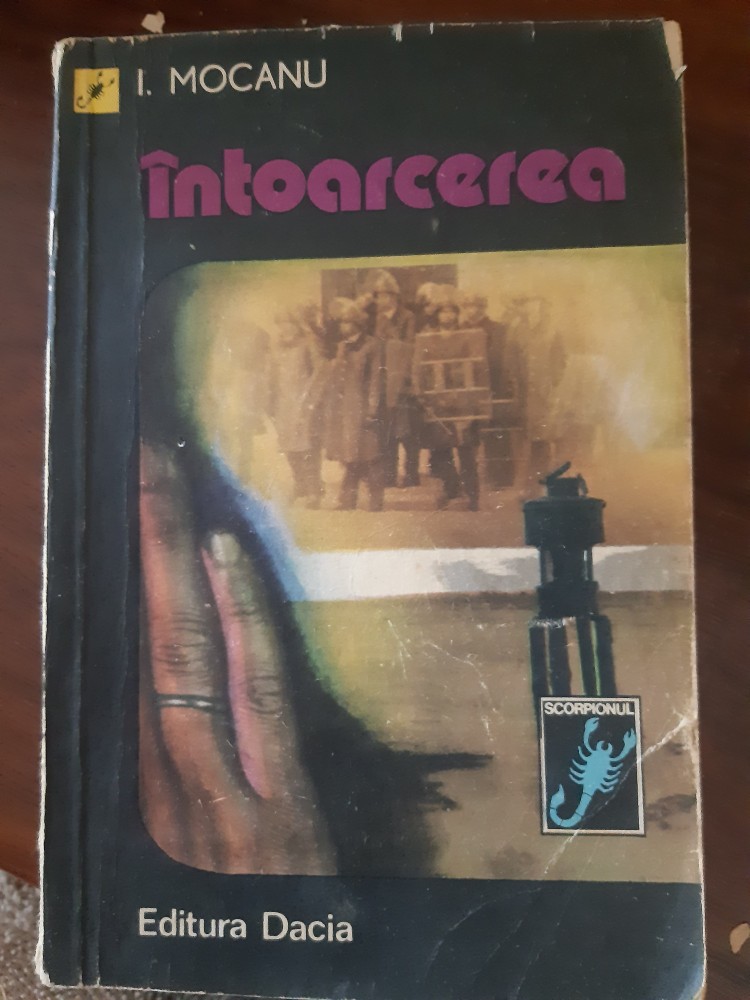 I. MOCANU
întoarcerea
SCORPIONUL
Editura Dacia